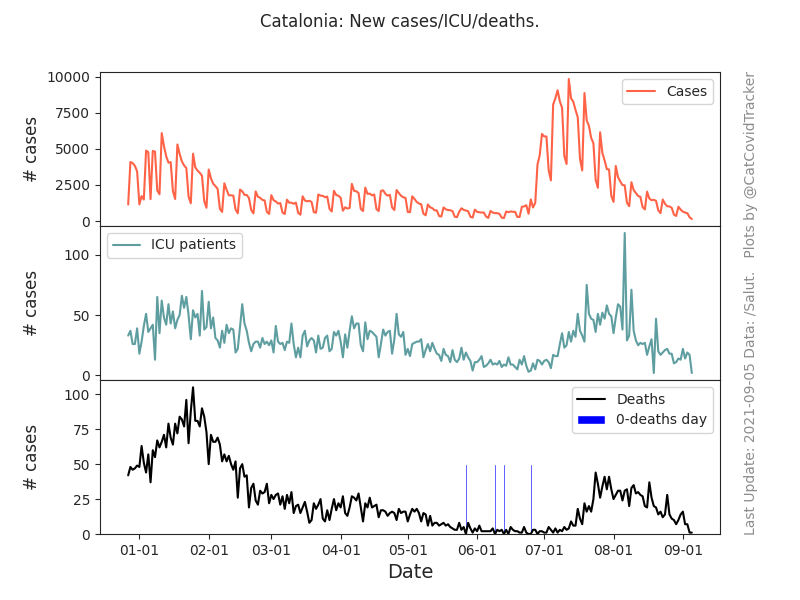 Catalonia: New cases/ICU/deaths.
10000
7500
5000
2500
0
# cases
Cases
100
50
0
# cases
ICU patients
100
75
50
25
0
# cases
Deaths
0-deaths day
01-01 02-01 03-01 04-01 05-01 06-01 07-01 08-01 09-01
Date
Last Update: 2021-09-05 Data: /Salut.   Plots by @CatCovidTracker